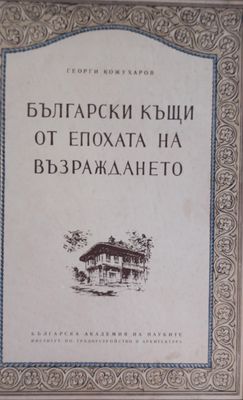 ГЕОРГИ КОЖУХАРОВ
БЪЛГАРСКИ КЪЩИ
ОТ ЕПОХАТА НА
ВЪЗРАЖДАНЕТО
БЪЛГАРСКА АКАДЕМИЯ НА НАУКИТЕ
ИНСТИТУТ ПО ГРАДОУСТРОЙСТВО И АРХИТЕКТУРА